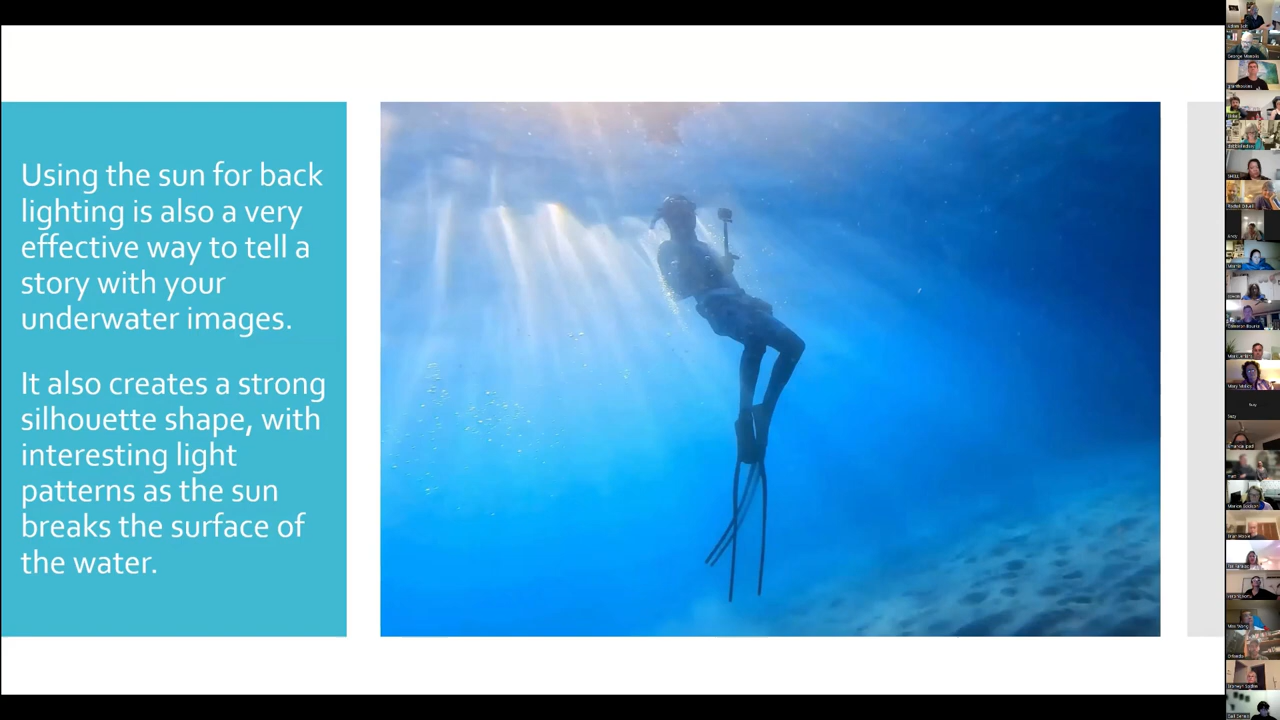 Using the sun for back
lighting is also a very
effective way to tell a
story with your
underwater images.
It also creates a strong
silhouette shape, with
interesting light
patterns as the sun
breaks the surface of
the water.